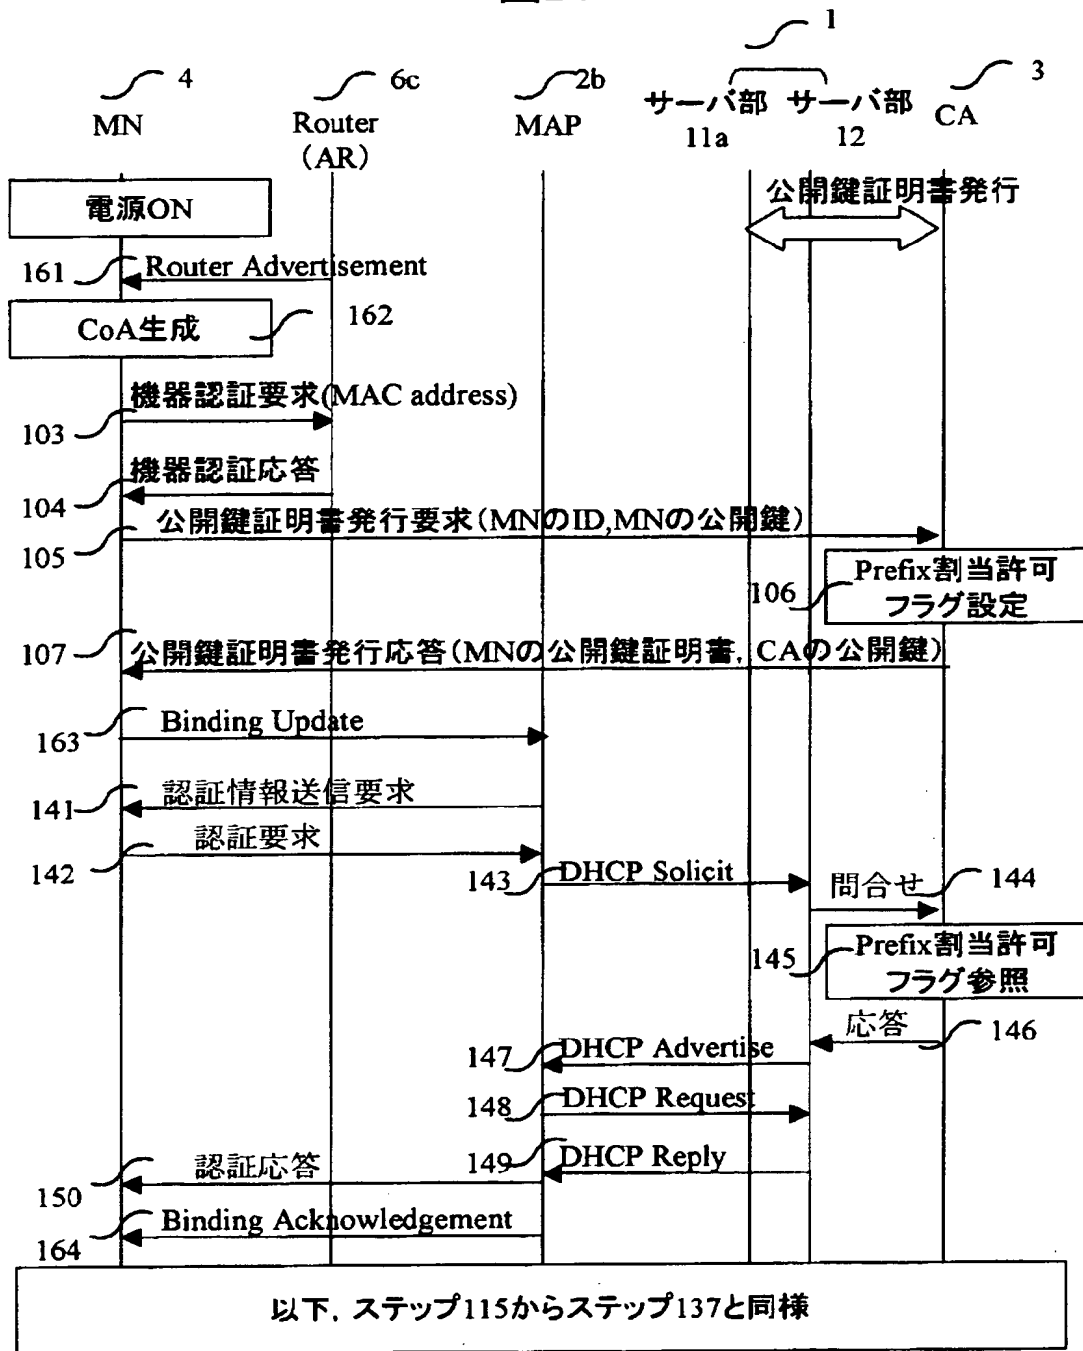 1
4
6c
2b
3
MN
Router
(AR)
MAP
サーバ部
11a
サーバ部
12
CA
電源ON
公開鍵証明書発行
161
Router Advertisement
CoA生成
162
機器認証要求(MAC address)
103
機器認証応答
104
公開鍵証明書発行要求(MNのID,MNの公開鍵)
105
106
Prefix割当許可
フラグ設定
107
公開鍵証明書発行応答(MNの公開鍵証明書, CAの公開鍵)
Binding Update
163
認証情報送信要求
141
認証要求
142
143
DHCP Solicit
問合せ
144
145
Prefix割当許可
フラグ参照
応答
146
147
DHCP Advertise
148
DHCP Request
149
DHCP Reply
認証応答
150
Binding Acknowledgement
164
以下, ステップ115からステップ137と同様